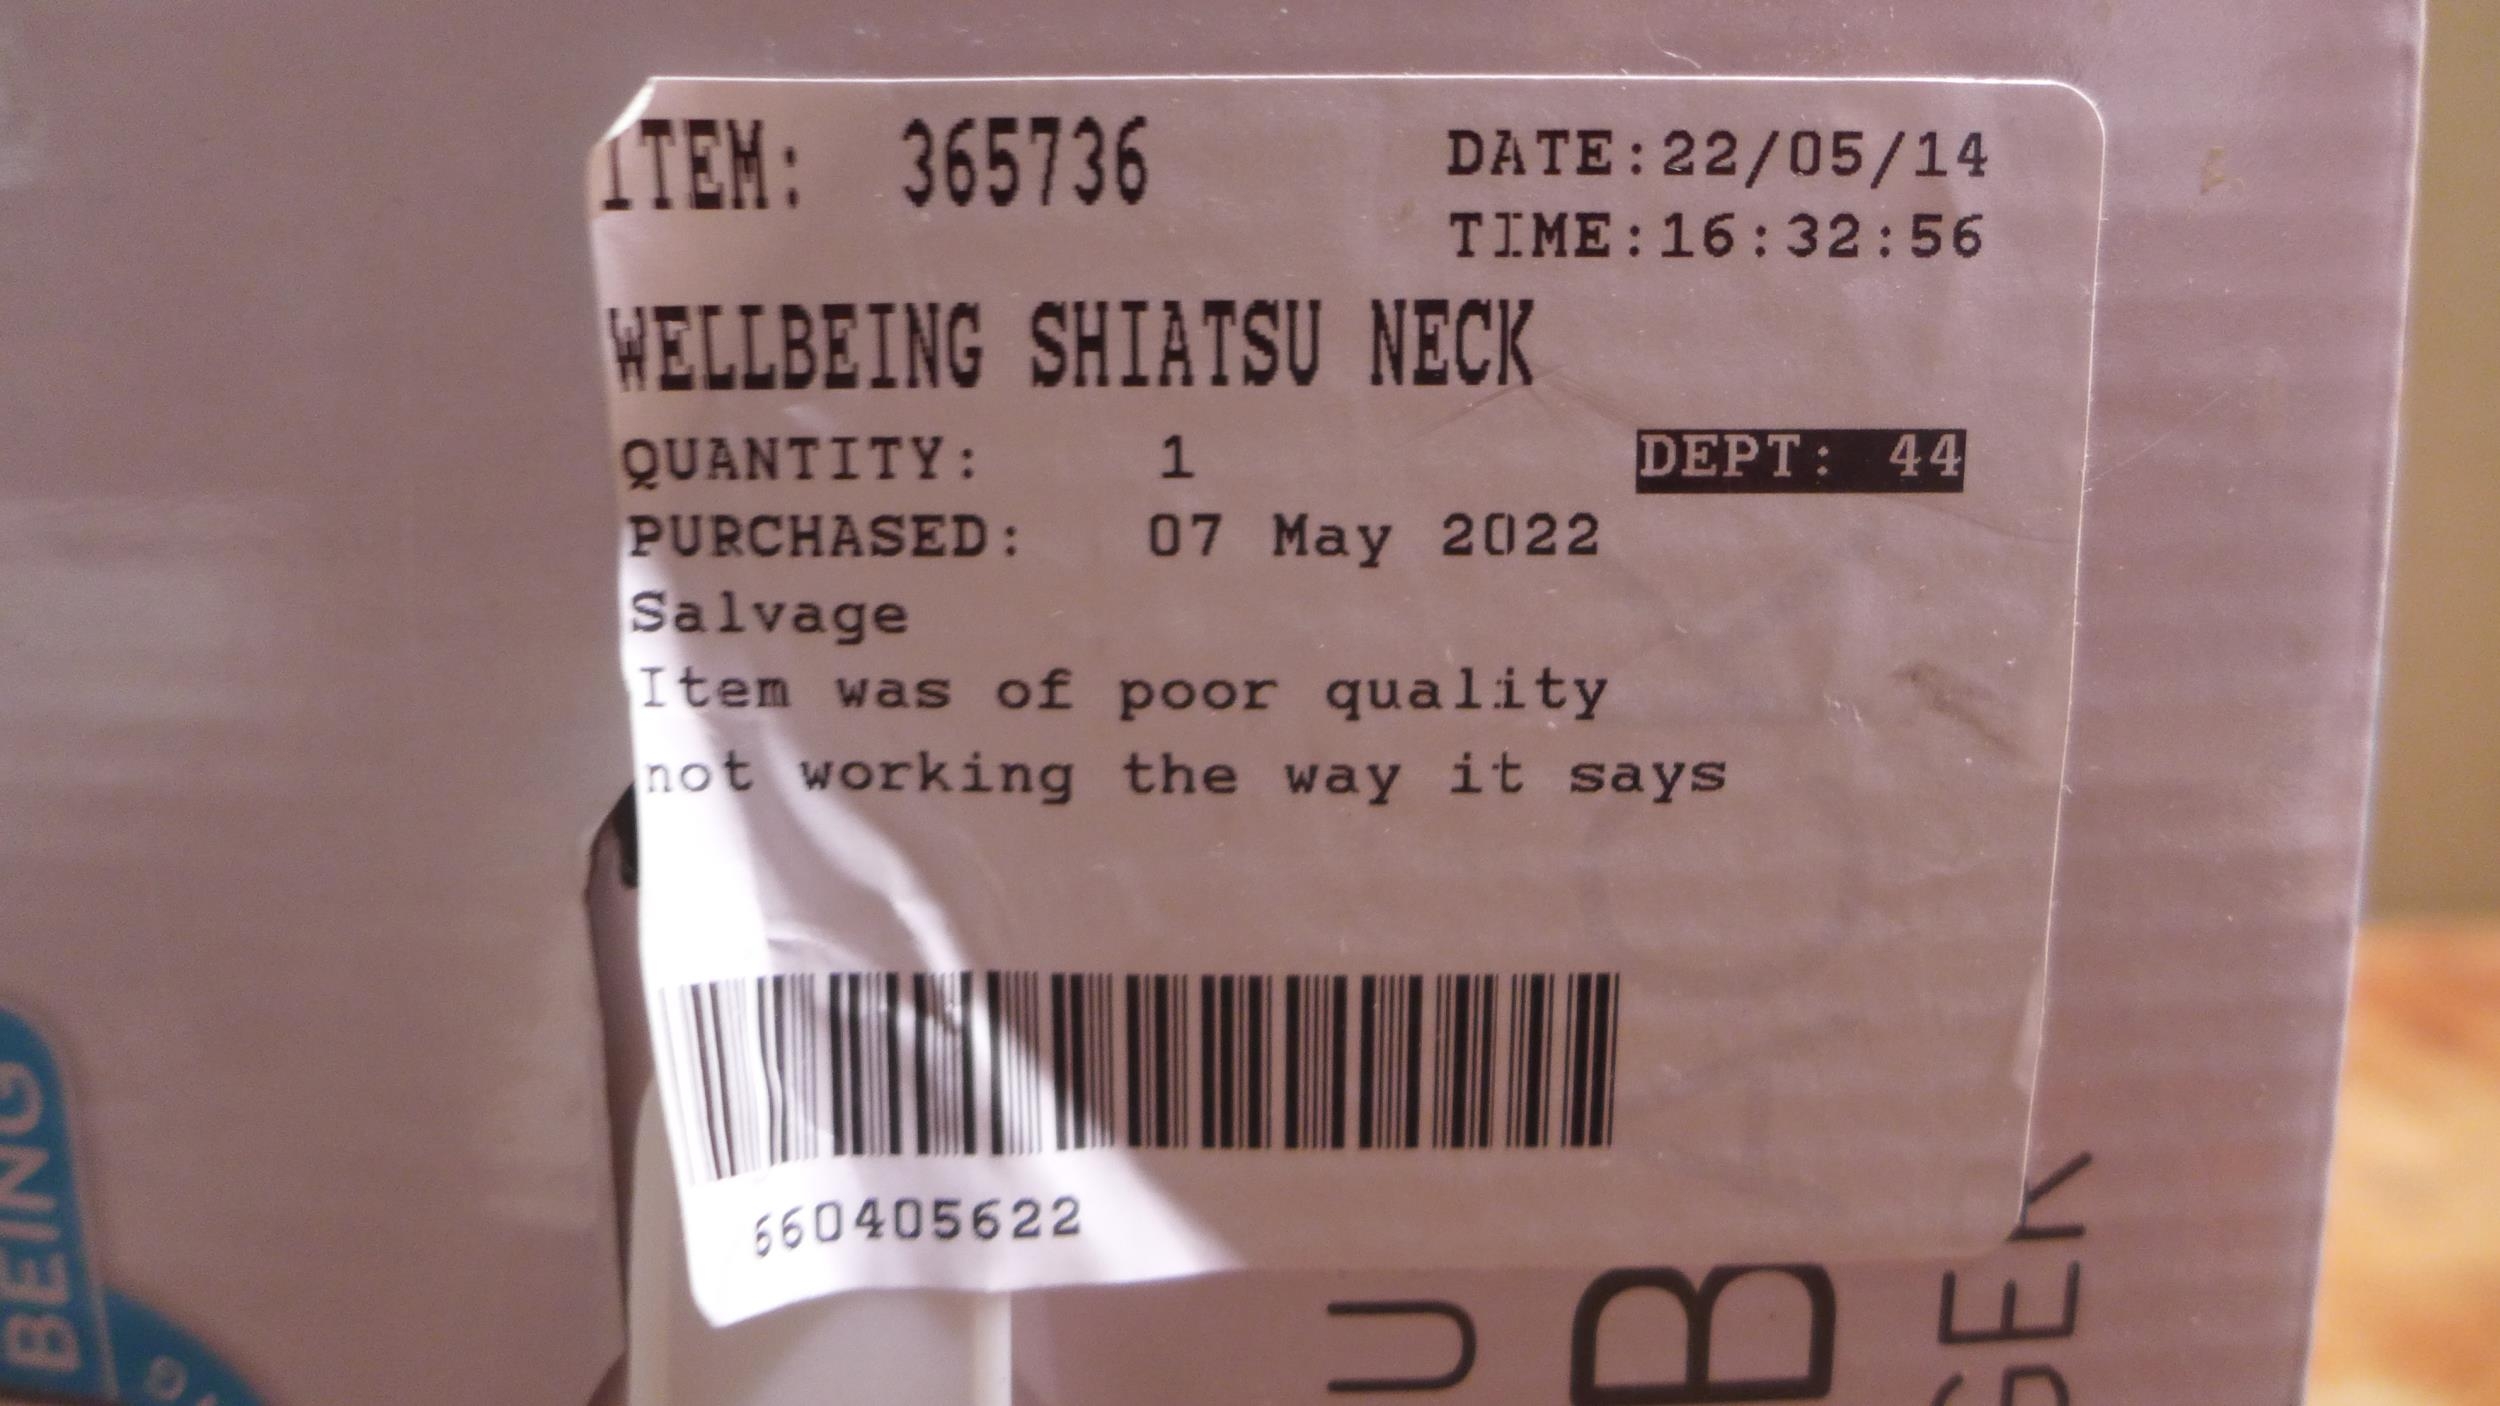 ITEM: 365736
DATE:22/05/14
TIME:16:32:56
WELLBEING SHIATSU NECK
QUANTITY: 1
DEPT: 44
PURCHASED: 07 May 2022
Salvage
Item was of poor quality
not working the way it says
660405622
BEING
U
B
GER